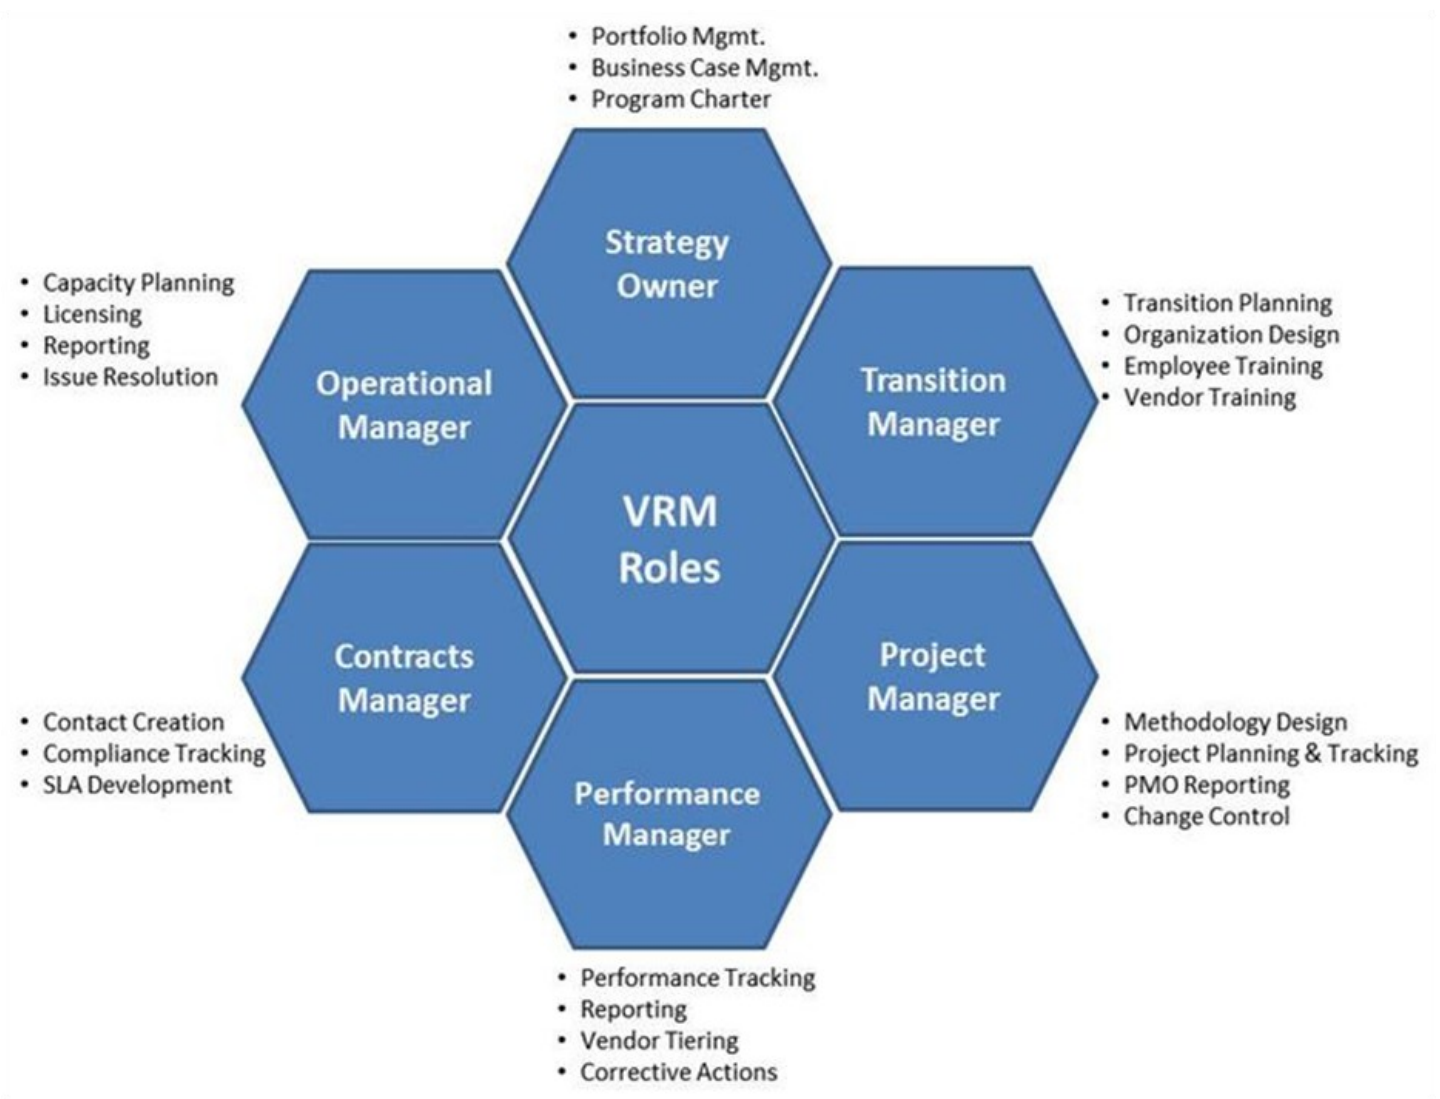 • Portfolio Mgmt.
• Business Case Mgmt.
• Program Charter
Strategy
Owner
• Capacity Planning
• Licensing
• Reporting
• Issue Resolution
Operational
Manager
Transition
Manager
• Transition Planning
• Organization Design
• Employee Training
• Vendor Training
VRM
Roles
Contracts
Manager
• Contact Creation
• Compliance Tracking
• SLA Development
Project
Manager
• Methodology Design
• Project Planning & Tracking
• PMO Reporting
• Change Control
Performance
Manager
• Performance Tracking
• Reporting
• Vendor Tiering
• Corrective Actions